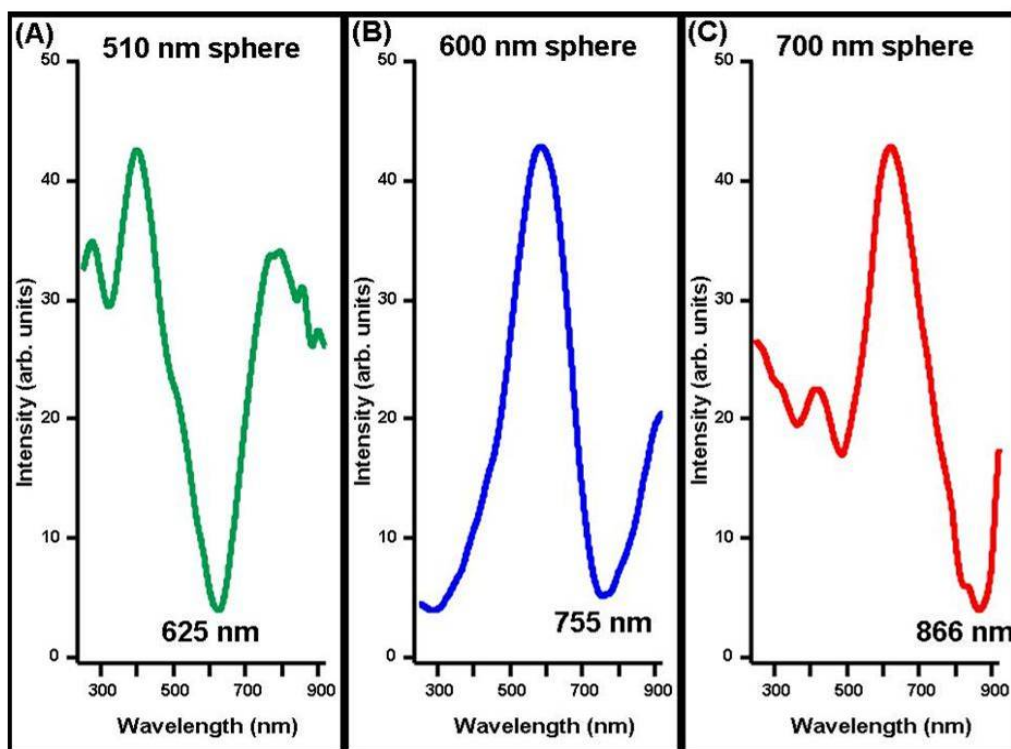 (A)
510 nm sphere
50
40
30
20
10
0
Intensity (arb. units)
625 nm
300 500 700 900
Wavelength (nm)
(B)
600 nm sphere
50
40
30
20
10
0
Intensity (arb. units)
755 nm
300 500 700 900
Wavelength (nm)
(C)
700 nm sphere
50
40
30
20
10
0
Intensity (arb. units)
866 nm
300 500 700 900
Wavelength (nm)